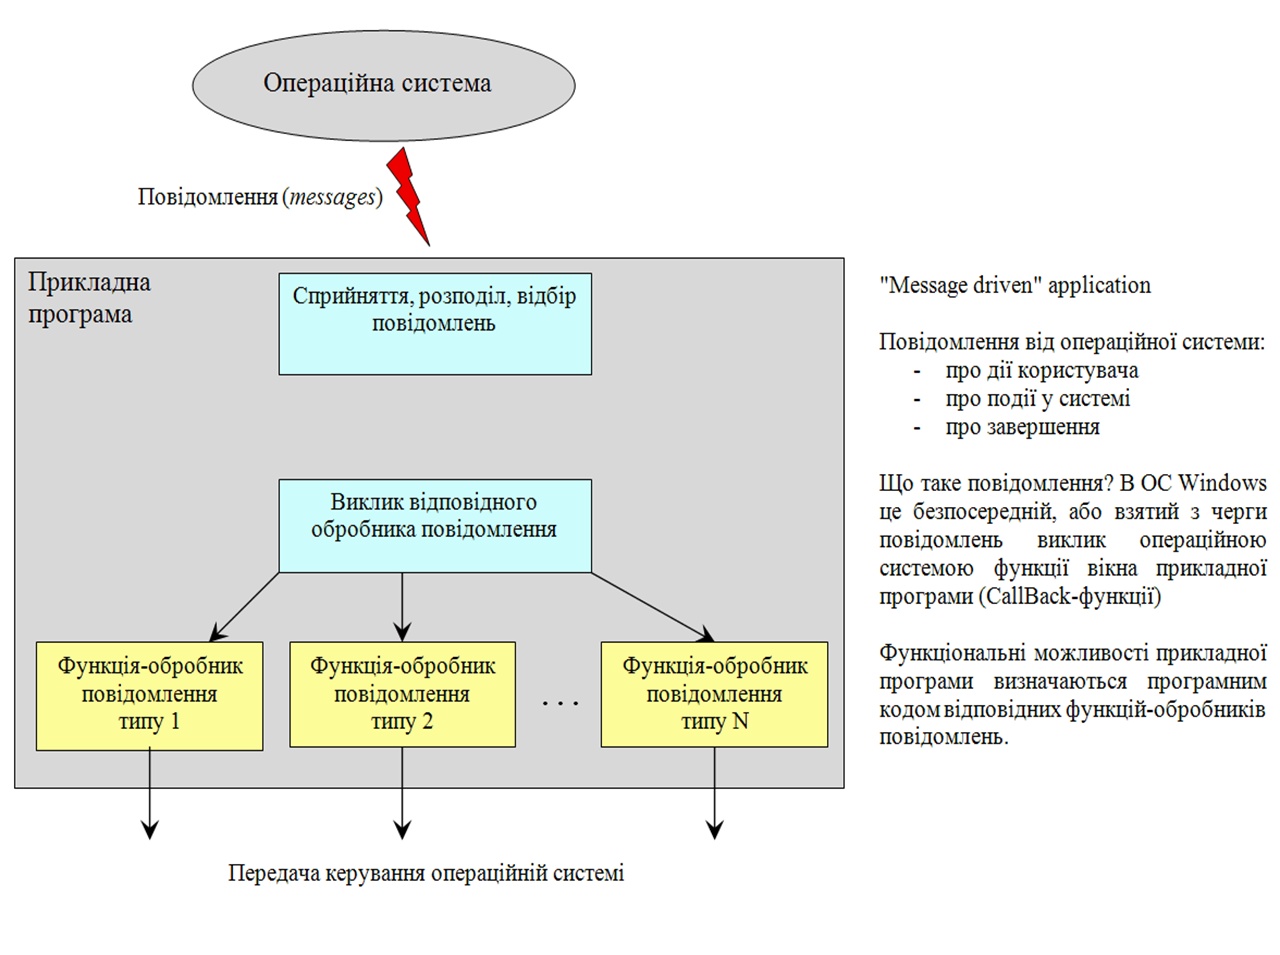 Операційна система
Повідомлення (messages)
Прикладна
програма
Сприйняття, розподіл, відбір
повідомлень
Виклик відповідного
обробника повідомлення
Функція-обробник
повідомлення
типу 1
Функція-обробник
повідомлення
типу 2
. . .
Функція-обробник
повідомлення
типу N
Передача керування операційній системі
"Message driven" application
Повідомлення від операційної системи:
- про дії користувача
- про події у системі
- про завершення
Що таке повідомлення? В ОС Windows
це безпосередній, або взятий з черги
повідомлень виклик операційною
системою функції вікна прикладної
програми (CallBack-функції)
Функціональні можливості прикладної
програми визначаються програмним
кодом відповідних функцій-обробників
повідомлень.